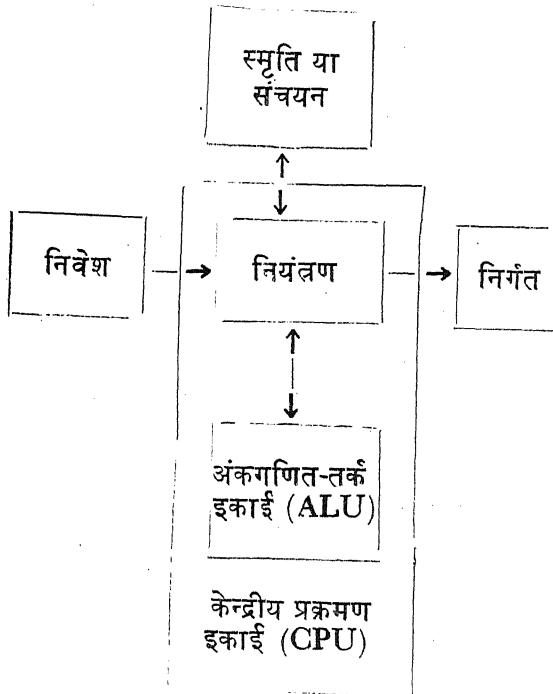 स्मृति या
संचयन
निवेश
नियंत्रण
निर्गत
अंकगणित-तर्क
इकाई (ALU)
केन्द्रीय प्रक्रमण
इकाई (CPU)